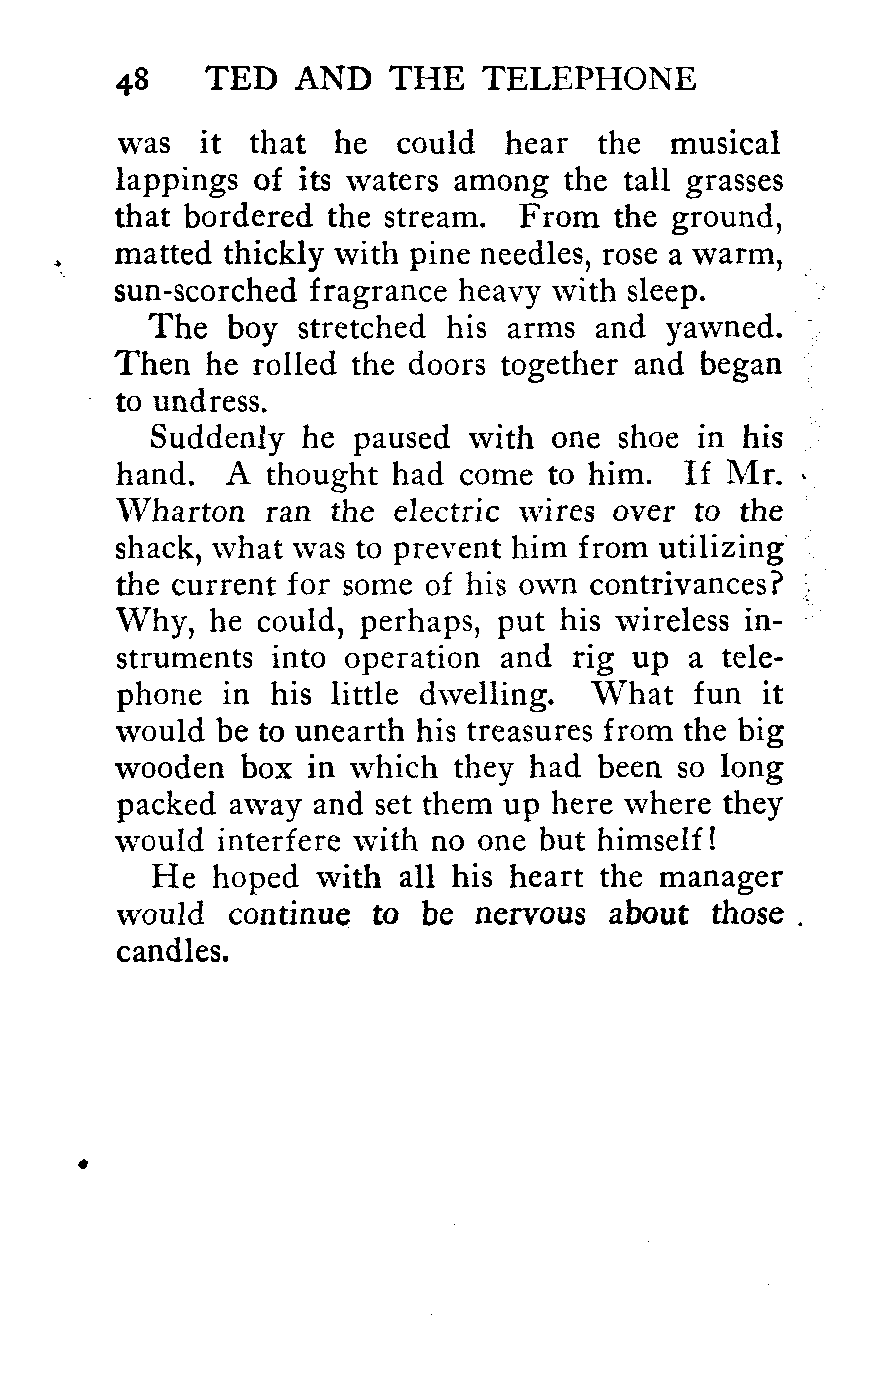 48 TED AND THE TELEPHONE
was it that he could hear the musical
lappings of its waters among the tall grasses
that bordered the stream. From the ground,
matted thickly with pine needles, rose a warm,
sun-scorched fragrance heavy with sleep.
The boy stretched his arms and yawned.
Then he rolled the doors together and began
to undress.
Suddenly he paused with one shoe in his
hand. A thought had come to him. If Mr.
Wharton ran the electric wires over to the
shack, what was to prevent him from utilizing
the current for some of his own contrivances?
Why, he could, perhaps, put his wireless in-
struments into operation and rig up a tele-
phone in his little dwelling. What fun it
would be to unearth his treasures from the big
wooden box in which they had been so long
packed away and set them up here where they
would interfere with no one but himself!
He hoped with all his heart the manager
would continue to be nervous about those
candles.